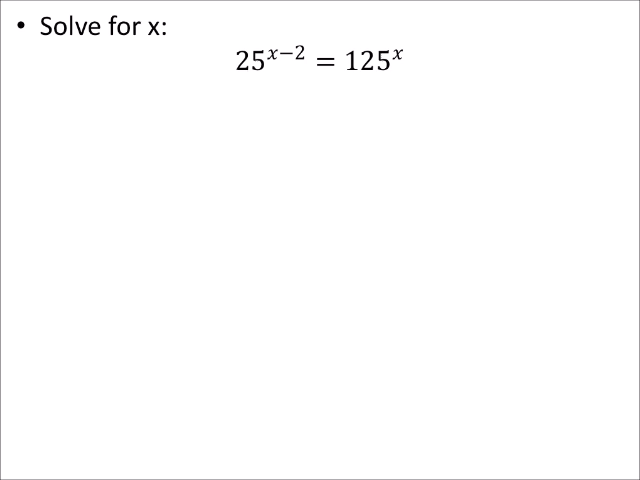 • Solve for x:
25^{x−2} = 125^{x}